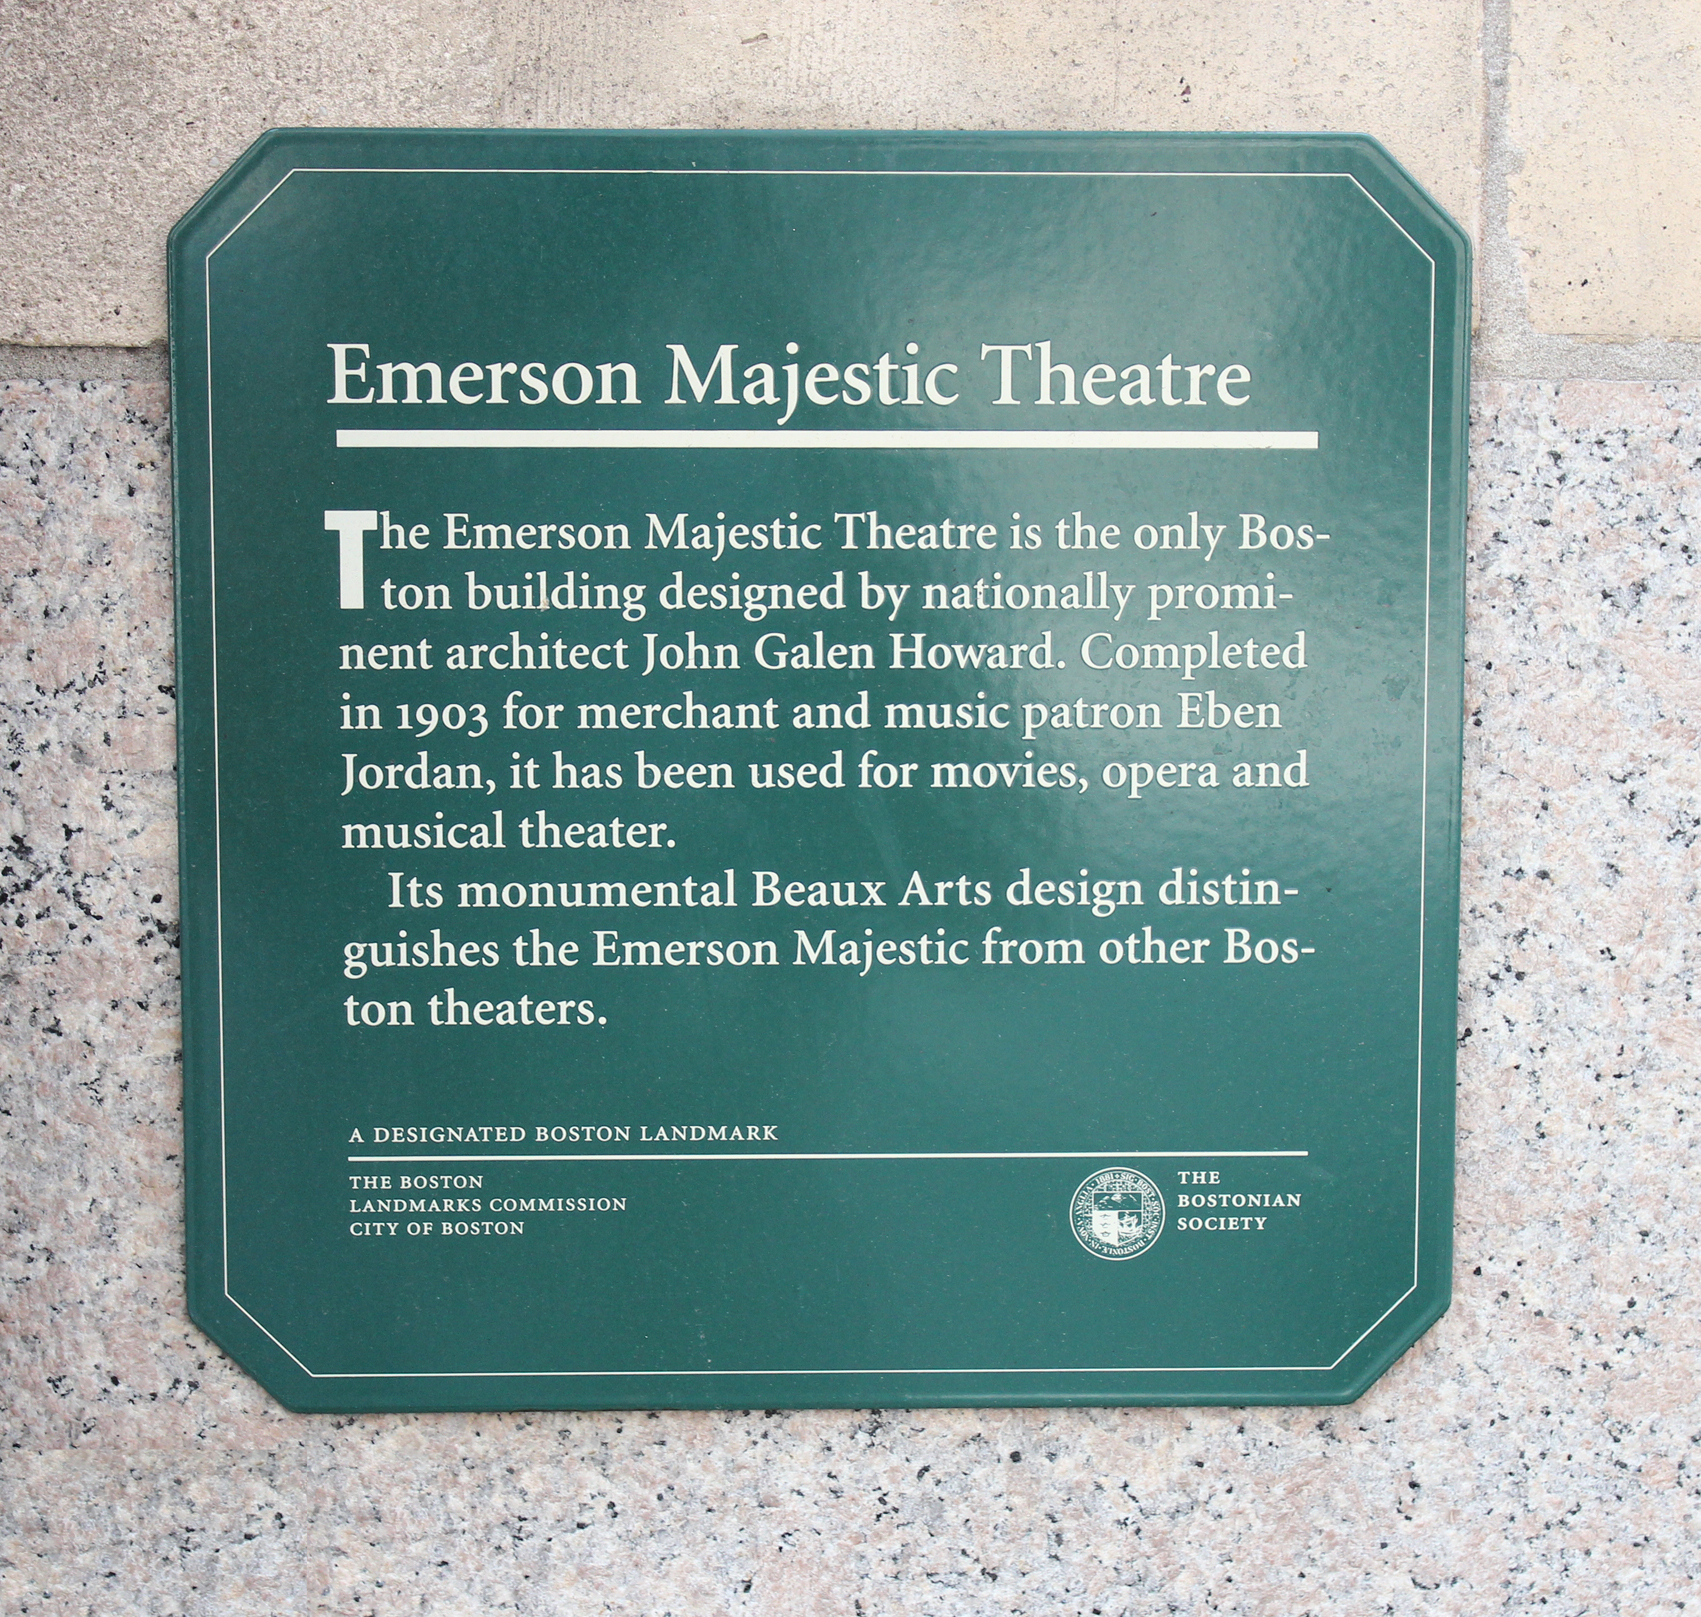 Emerson Majestic Theatre
The Emerson Majestic Theatre is the only Bos-
ton building designed by nationally promi-
nent architect John Galen Howard. Completed
in 1903 for merchant and music patron Eben
Jordan, it has been used for movies, opera and
musical theater.
Its monumental Beaux Arts design distin-
guishes the Emerson Majestic from other Bos-
ton theaters.
A DESIGNATED BOSTON LANDMARK
THE BOSTON
LANDMARKS COMMISSION
CITY OF BOSTON
THE
BOSTONIAN
SOCIETY